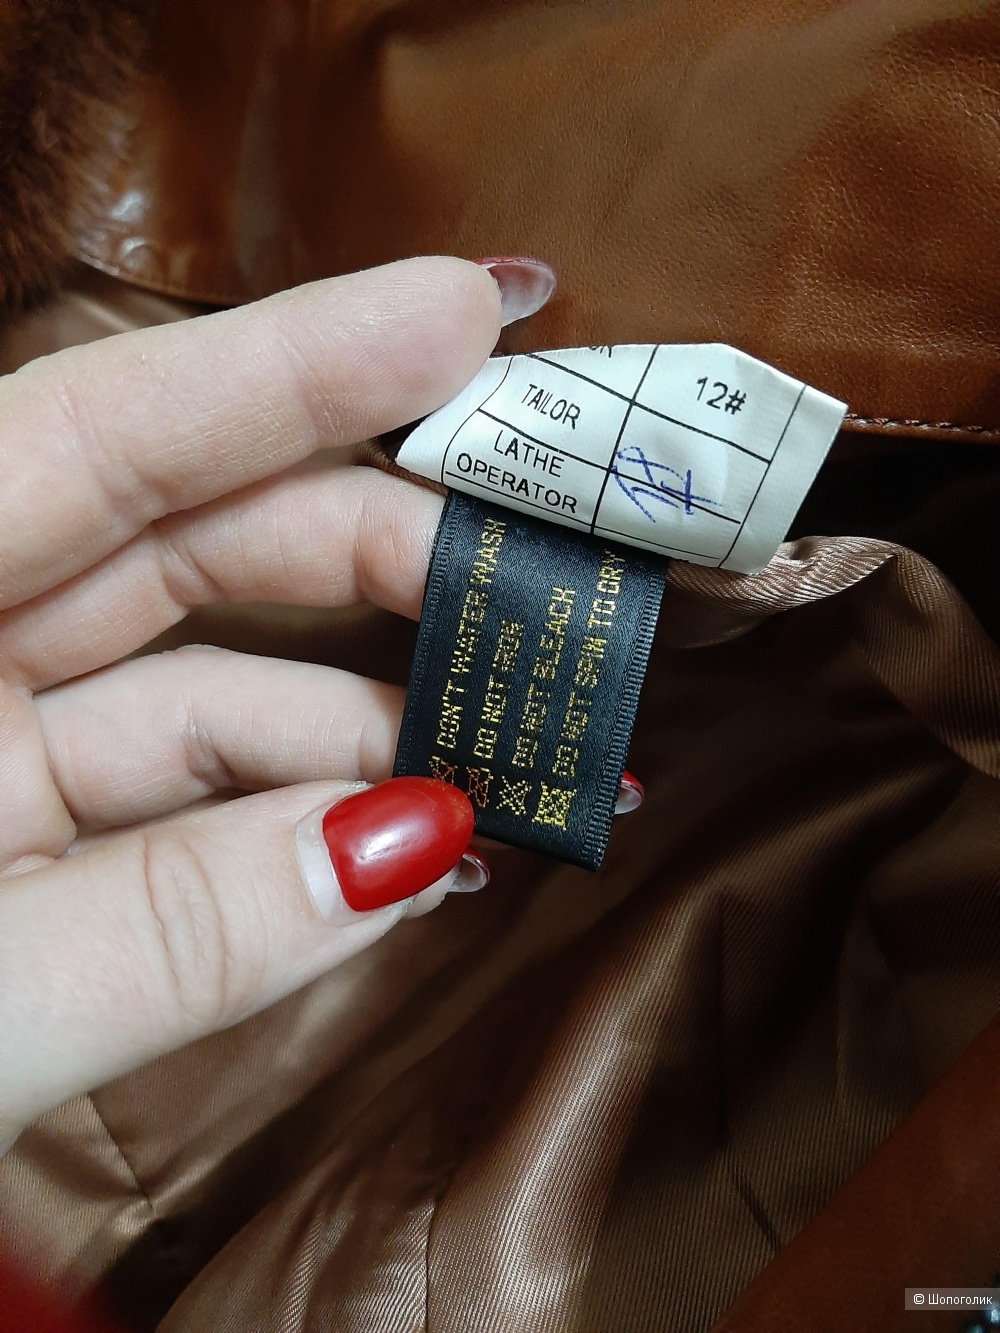 TAILOR
12#
LATHE
OPERATOR
DON'T WATER WASH
DO NOT IRON
DO NOT BLEACH
DO NOT SPIN TO DRY
© Шопоголик